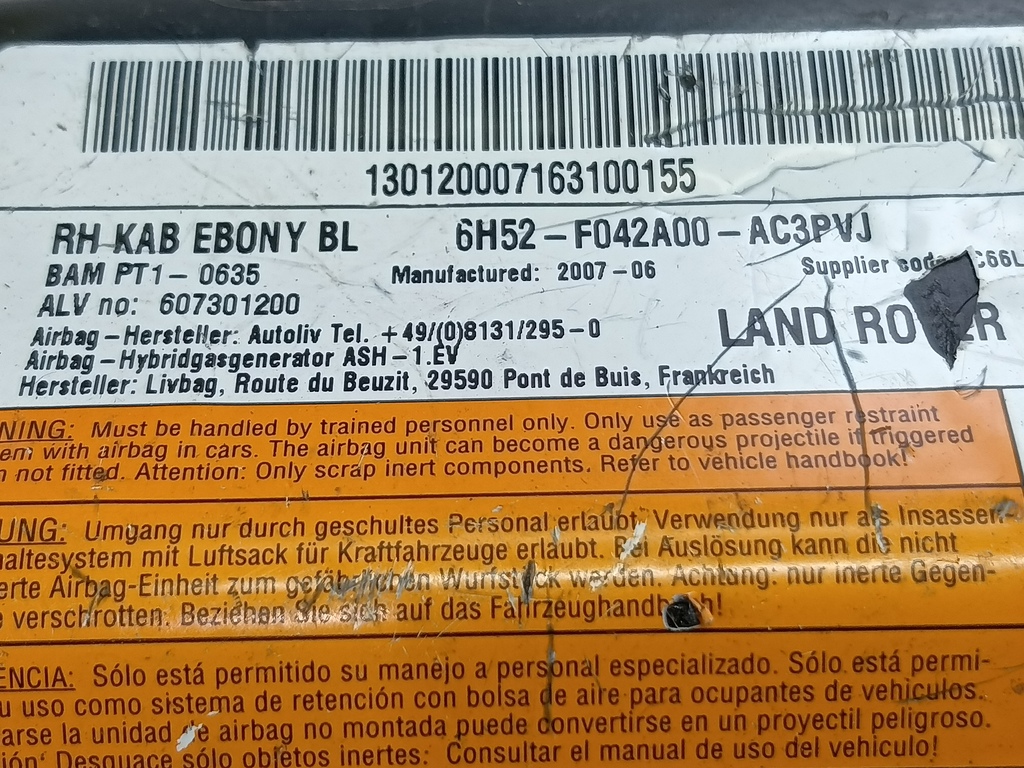 130120007163100155
RH KAB EBONY BL 6H52-F042A00-AC3PVJ
BAM PT1-0635 Manufactured: 2007-06 Supplier code C66L
ALV no: 607301200
Airbag-Hersteller: Autoliv Tel. +49/(0)8131/295-0 LAND ROVER
Airbag-Hybridgasgenerator ASH-1.EV
Hersteller: Livbag, Route du Beuzit, 29590 Pont de Buis, Frankreich
NING: Must be handled by trained personnel only. Only use as passenger restraint
em with airbag in cars. The airbag unit can become a dangerous projectile if triggered
n not fitted. Attention: Only scrap inert components. Refer to vehicle handbook!
UNG: Umgang nur durch geschultes Personal erlaubt. Verwendung nur als Insassen-
altesystem mit Luftsack für Kraftfahrzeuge erlaubt. Bei Auslösung kann die nicht
erte Airbag-Einheit zum gefährlichen Wurfstück werden. Achtung: nur inerte Gegen-
e verschrotten. Beziehen Sie sich auf das Fahrzeughandbuch!
ENCIA: Sólo está permitido su manejo a personal especializado. Sólo está permi-
u uso como sistema de retención con bolsa de aire para ocupantes de vehículos.
arse la unidad de airbag no montada puede convertirse en un proyectil peligroso.
ión' Desguace sólo objetos inertes: Consultar el manual de uso del vehículo!